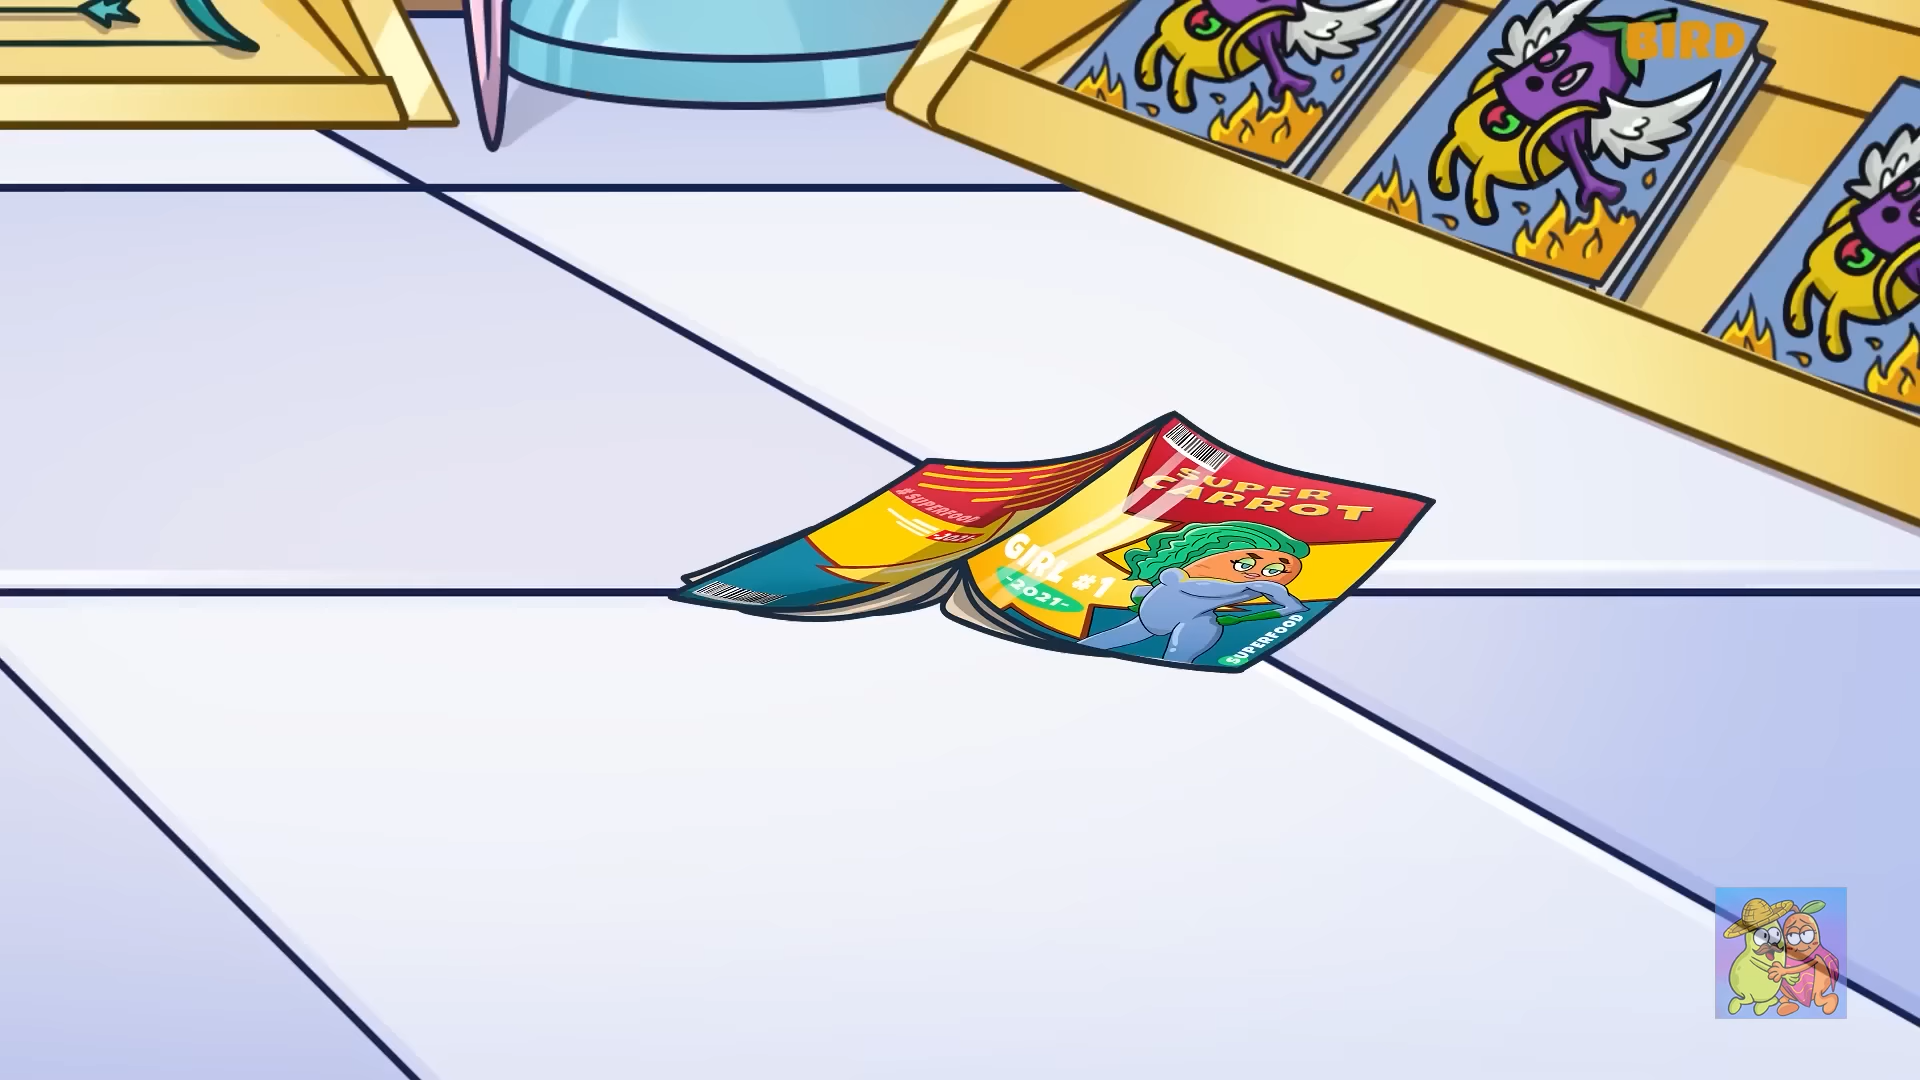 BIRD
SUPER
CARROT
#SUPERFOOD
GIRL #1
-2021-
SUPERFOOD